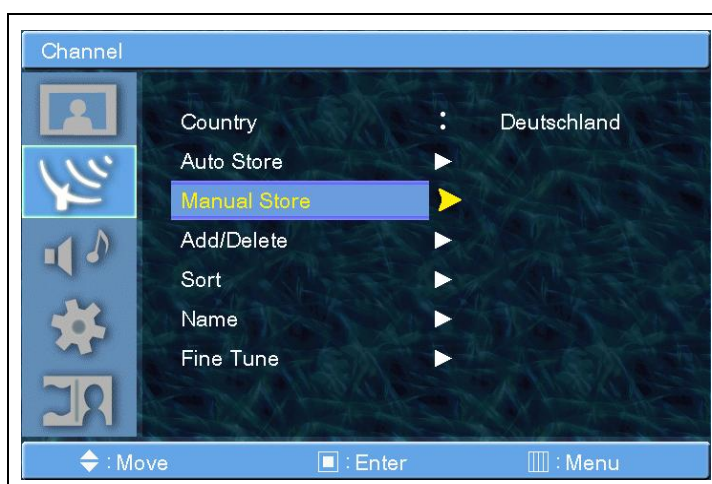 Channel
Country : Deutschland
Auto Store
Manual Store
Add/Delete
Sort
Name
Fine Tune
: Move : Enter : Menu